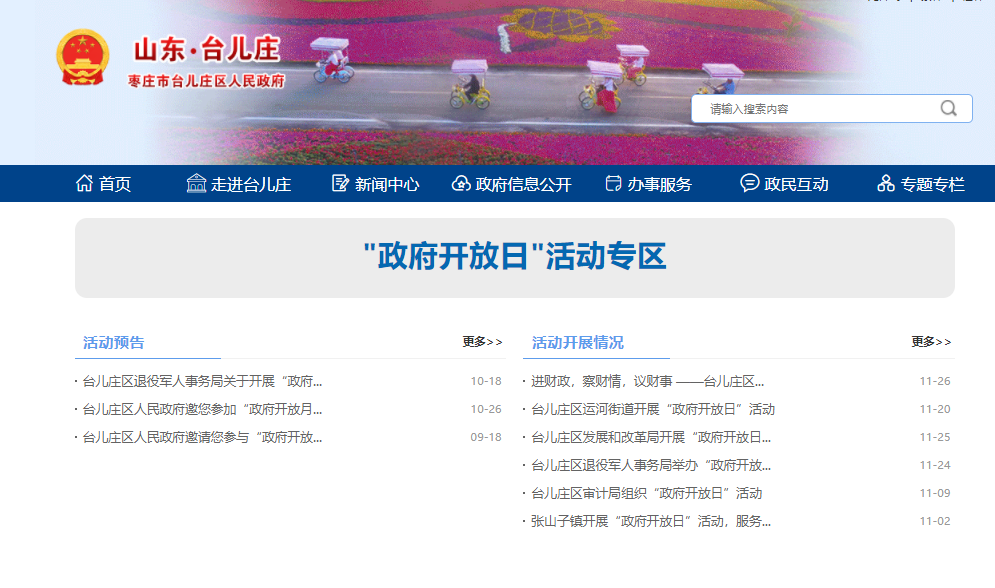 山东·台儿庄
枣庄市台儿庄区人民政府
请输入搜索内容
首页 走进台儿庄 新闻中心 政府信息公开 办事服务 政民互动 专题专栏
"政府开放日"活动专区
活动预告 更多>>
台儿庄区退役军人事务局关于开展“政府... 10-18
台儿庄区人民政府邀您参加“政府开放月... 10-26
台儿庄区人民政府邀请您参与“政府开放... 09-18
活动开展情况 更多>>
进财政，察财情，议财事 ——台儿庄区... 11-26
台儿庄区运河街道开展“政府开放日”活动 11-20
台儿庄区发展和改革局开展“政府开放日... 11-25
台儿庄区退役军人事务局举办“政府开放... 11-24
台儿庄区审计局组织“政府开放日”活动 11-09
张山子镇开展“政府开放日”活动，服务... 11-02